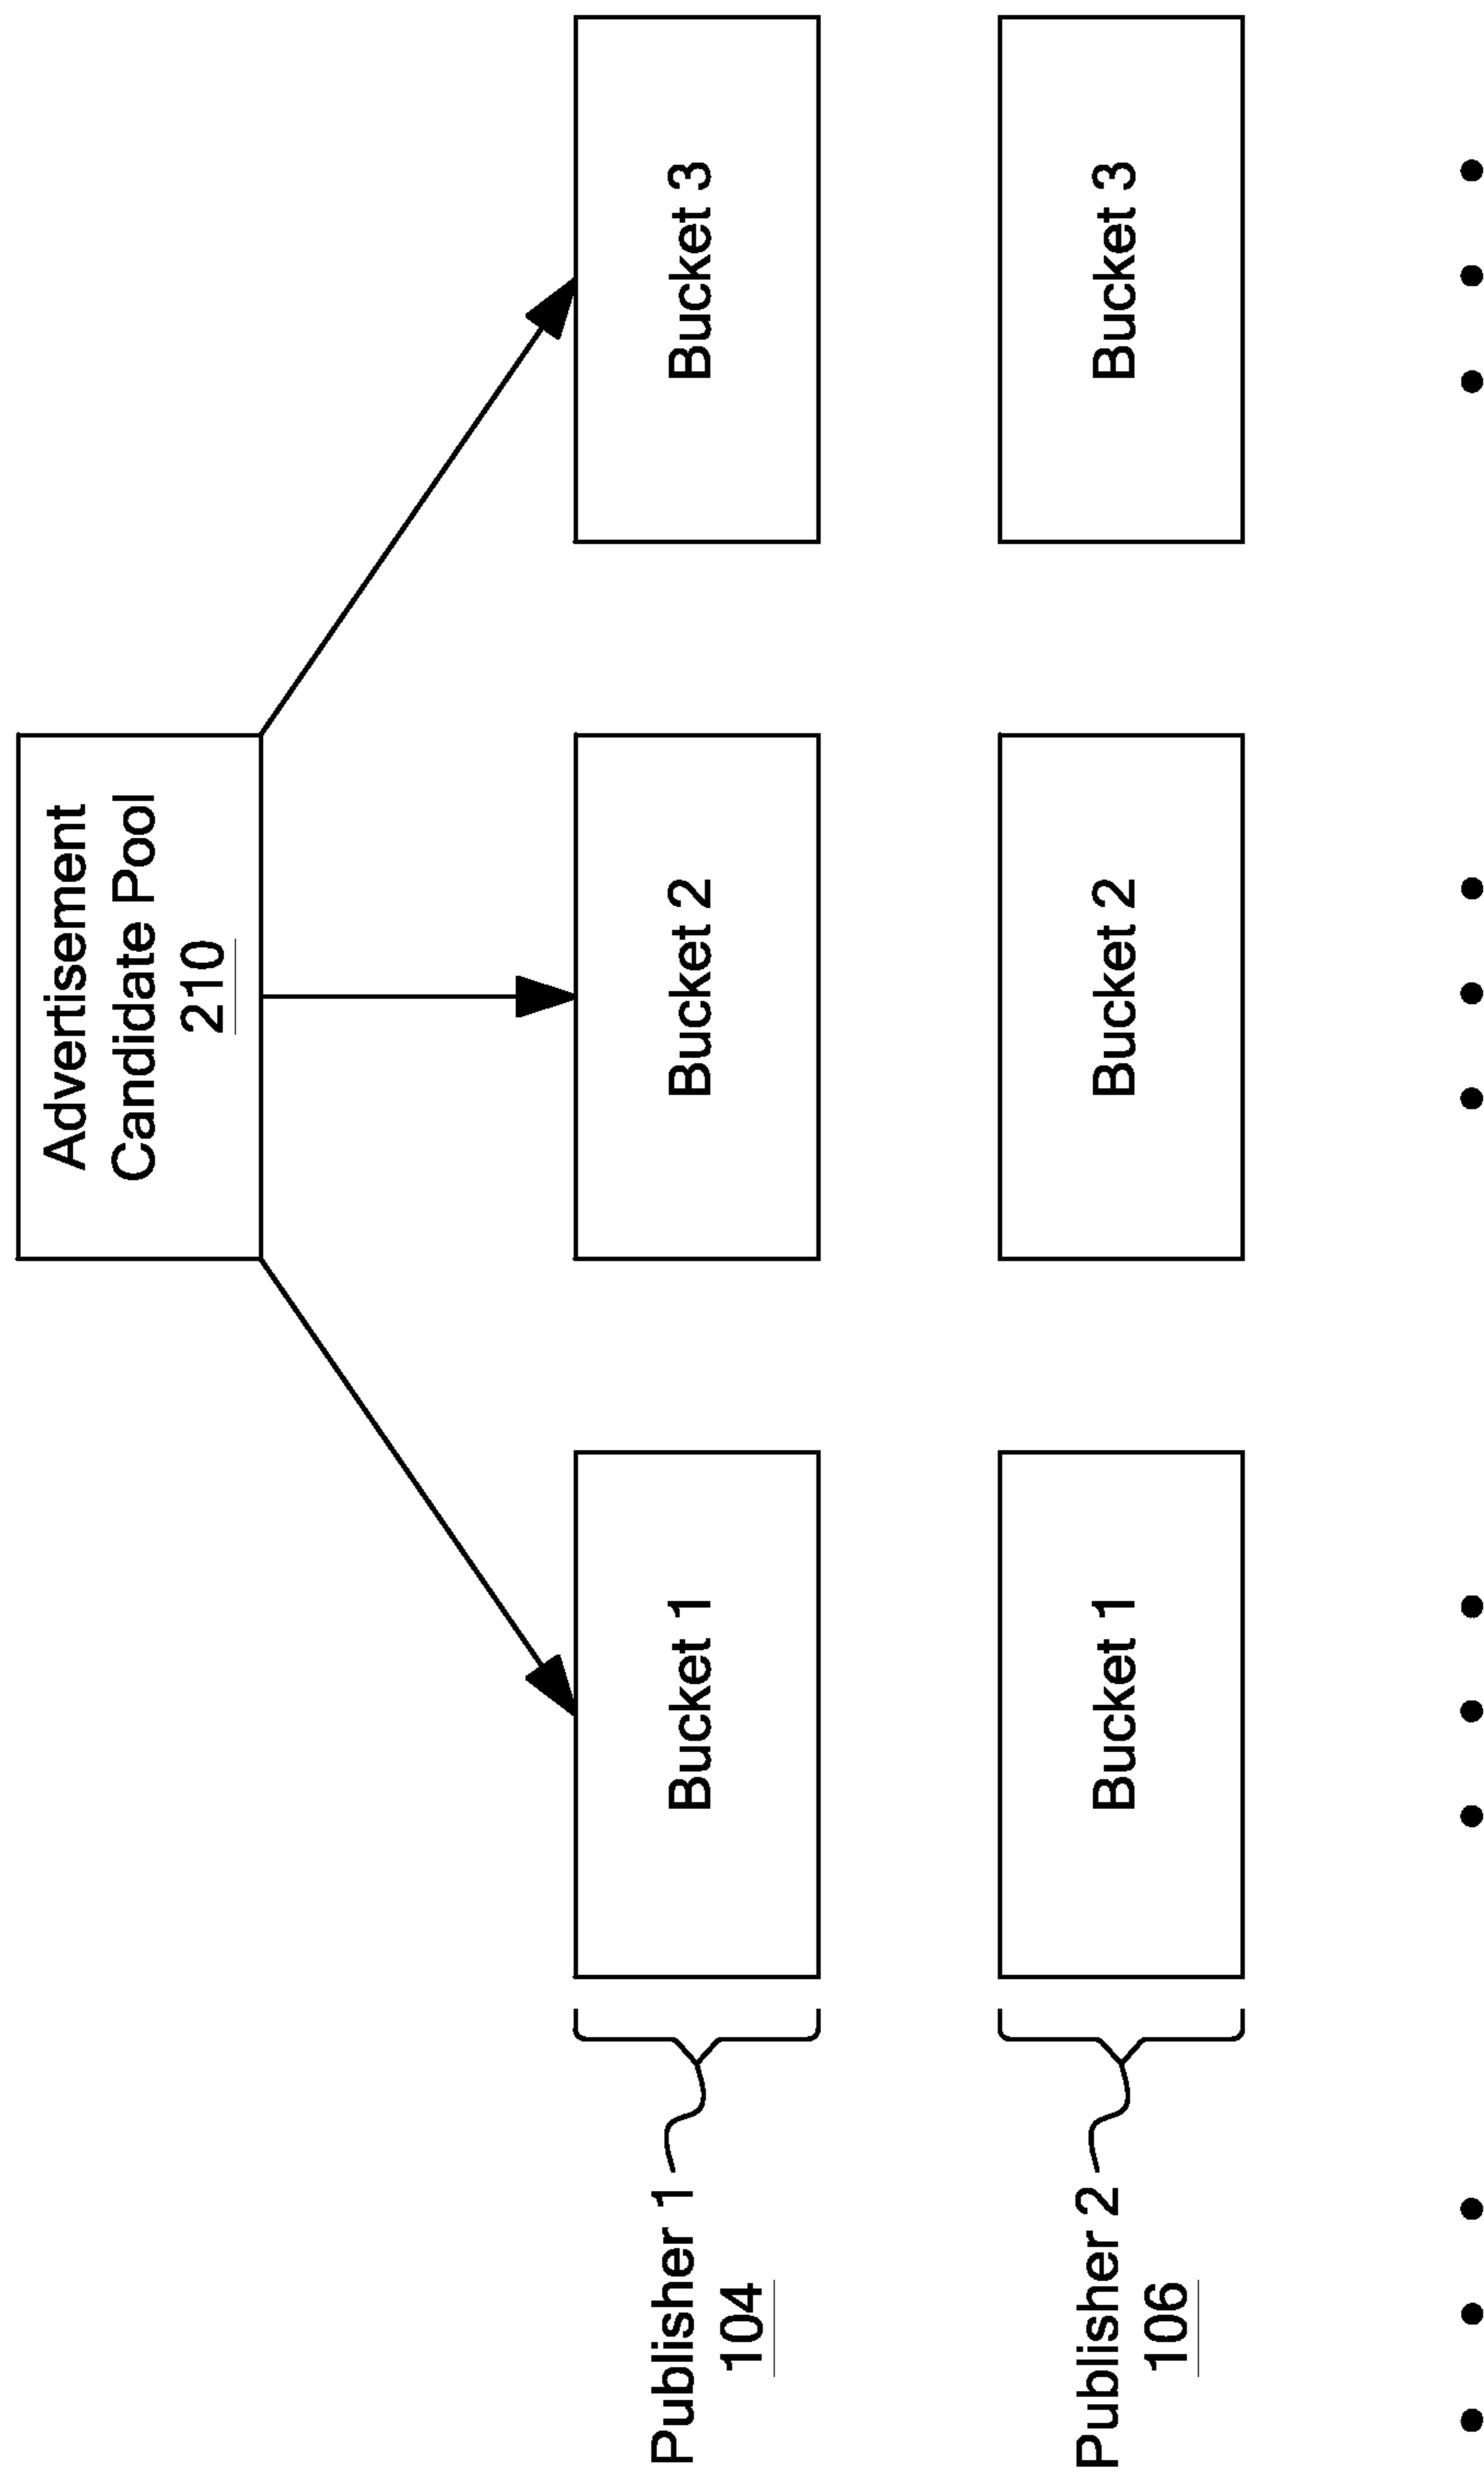 Advertisement
Candidate Pool
210
Publisher 1
104
Bucket 1
Bucket 2
Bucket 3
Publisher 2
106
Bucket 1
Bucket 2
Bucket 3